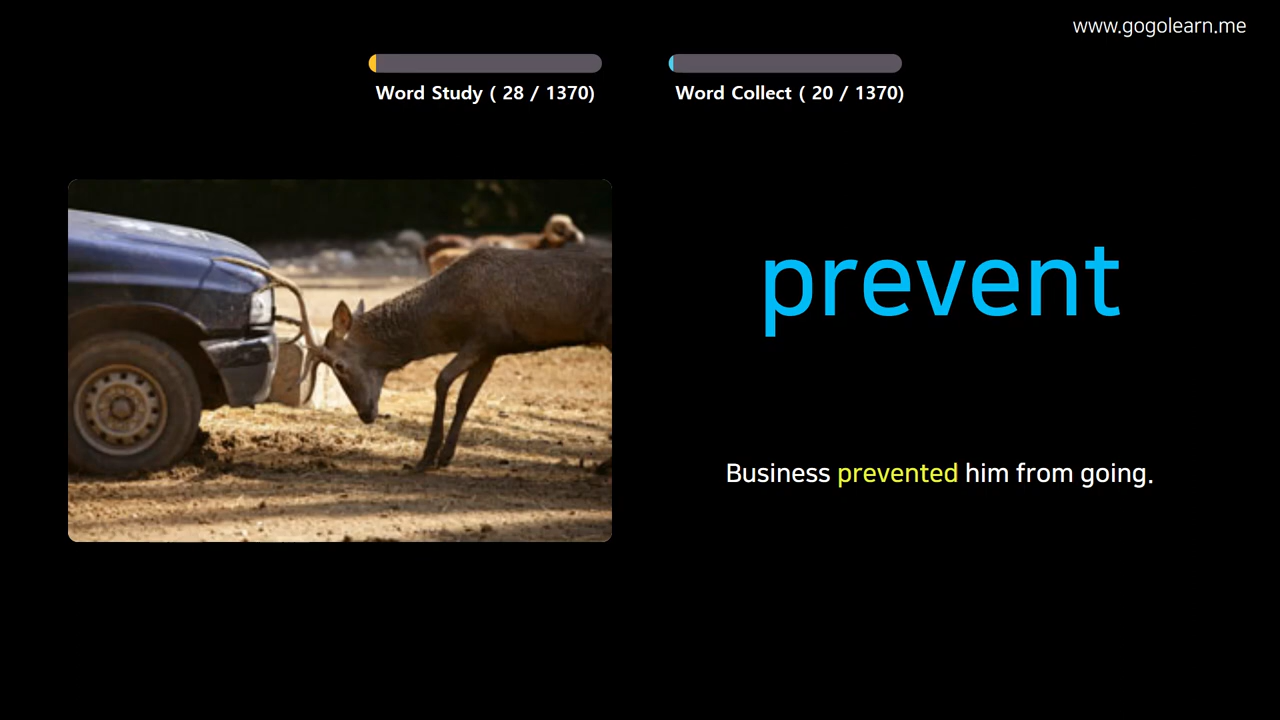 www.gogolearn.me
Word Study ( 28 / 1370)
Word Collect ( 20 / 1370)
prevent
Business prevented him from going.